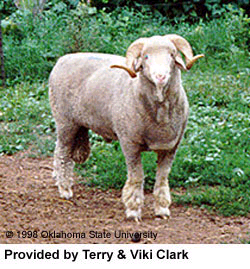 © 1998 Oklahoma State University
Provided by Terry & Viki Clark